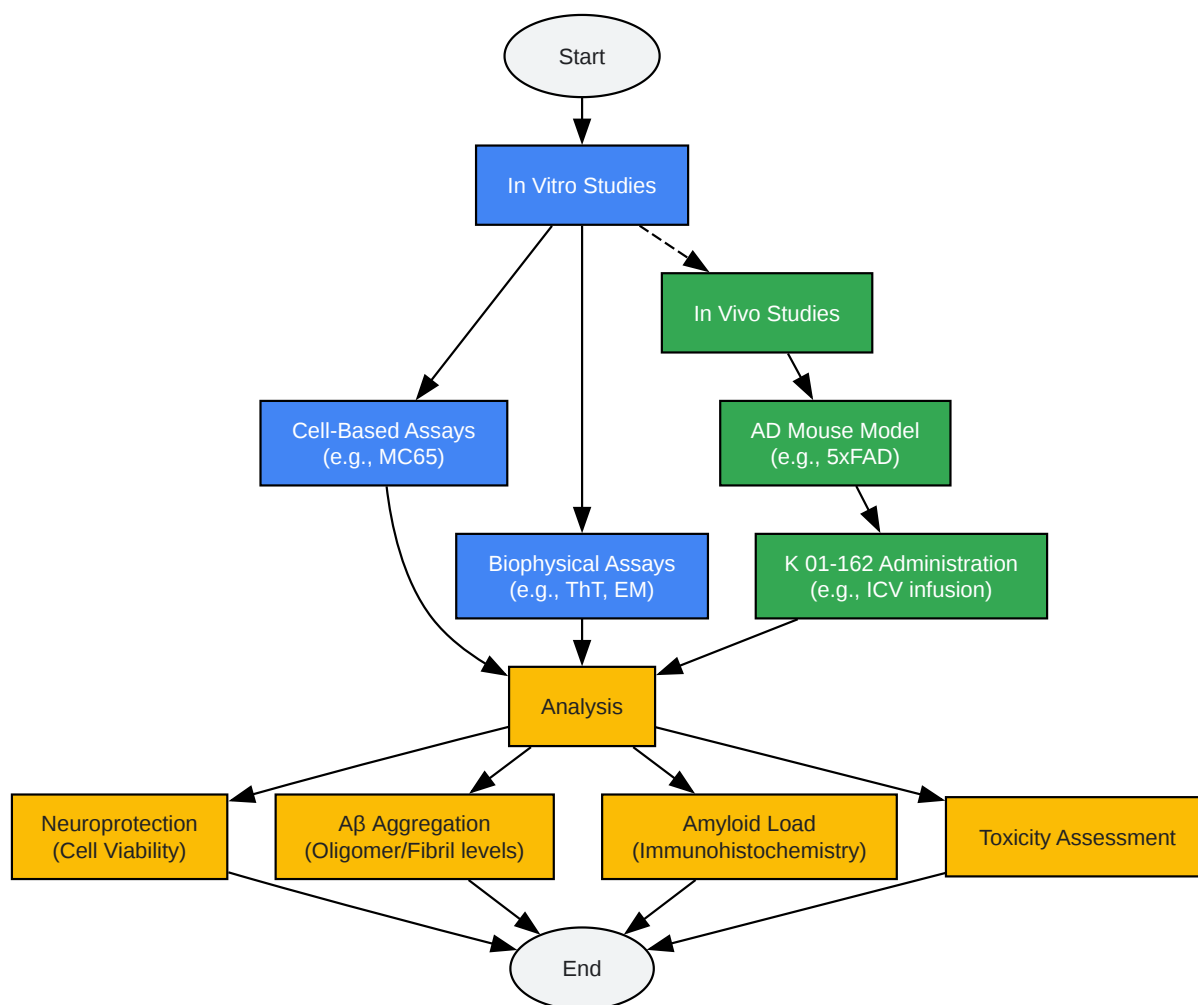 Start
In Vitro Studies
In Vivo Studies
Cell-Based Assays
(e.g., MC65)
AD Mouse Model
(e.g., 5xFAD)
Biophysical Assays
(e.g., ThT, EM)
K 01-162 Administration
(e.g., ICV infusion)
Analysis
Neuroprotection
(Cell Viability)
Aβ Aggregation
(Oligomer/Fibril levels)
Amyloid Load
(Immunohistochemistry)
Toxicity Assessment
End